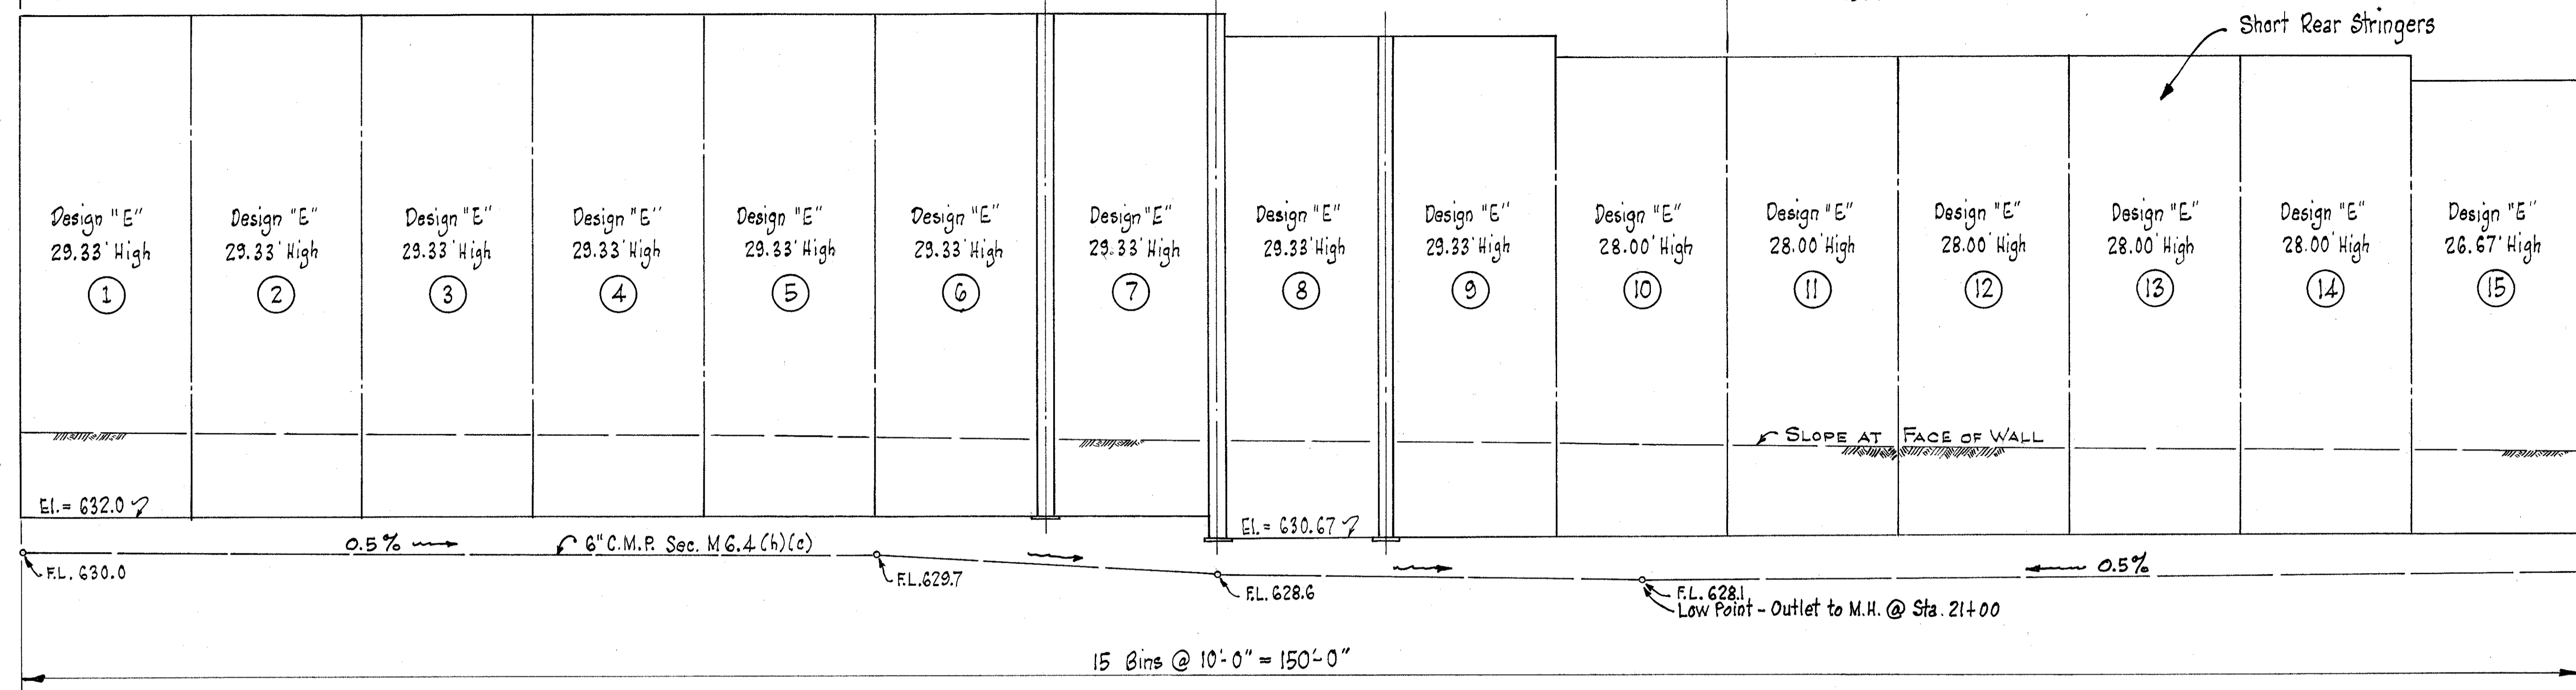 Short Rear Stringers
Design "E"
29.33' High
1
Design "E"
29.33' High
2
Design "E"
29.33' High
3
Design "E"
29.33' High
4
Design "E"
29.33' High
5
Design "E"
29.33' High
6
Design "E"
29.33' High
7
Design "E"
29.33' High
8
Design "E"
29.33' High
9
Design "E"
28.00' High
10
Design "E"
28.00' High
11
Design "E"
28.00' High
12
Design "E"
28.00' High
13
Design "E"
28.00' High
14
Design "E"
26.67' High
15
SLOPE AT FACE OF WALL
El. = 632.0
El. = 630.67
0.5%
6" C.M.P. Sec. M6.4(h)(c)
0.5%
F.L. 630.0
F.L. 629.7
F.L. 628.6
F.L. 628.1
Low Point - Outlet to M.H. @ Sta. 21+00
15 Bins @ 10'-0" = 150'-0"